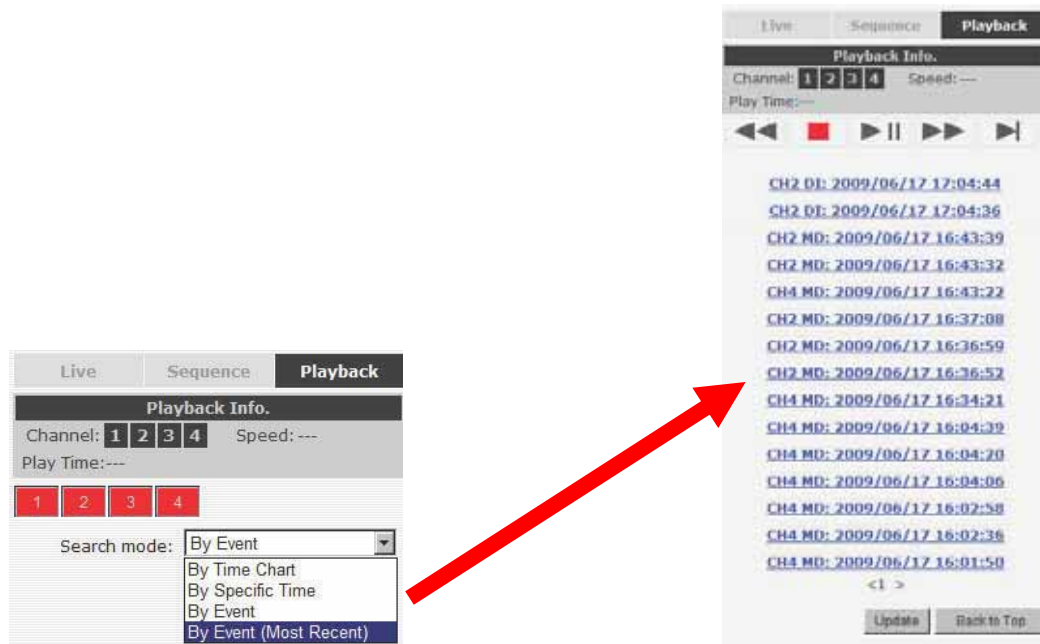 Live Sequence Playback
Playback Info.
Channel: 1 2 3 4 Speed: ---
Play Time:---
1 2 3 4
Search mode: By Event
By Time Chart
By Specific Time
By Event
By Event (Most Recent)
Live Sequence Playback
Playback Info.
Channel: 1 2 3 4 Speed: ---
Play Time:---
CH2 DI: 2009/06/17 17:04:44
CH2 DI: 2009/06/17 17:04:36
CH2 MD: 2009/06/17 16:43:39
CH2 MD: 2009/06/17 16:43:32
CH4 MD: 2009/06/17 16:43:22
CH2 MD: 2009/06/17 16:37:08
CH2 MD: 2009/06/17 16:36:59
CH2 MD: 2009/06/17 16:36:52
CH4 MD: 2009/06/17 16:34:21
CH4 MD: 2009/06/17 16:04:39
CH4 MD: 2009/06/17 16:04:20
CH4 MD: 2009/06/17 16:04:06
CH4 MD: 2009/06/17 16:02:58
CH4 MD: 2009/06/17 16:02:36
CH4 MD: 2009/06/17 16:01:50
<1 >
Update Back to Top